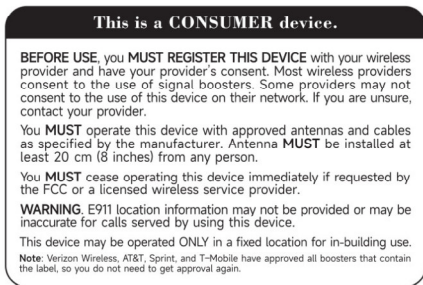 This is a CONSUMER device.
BEFORE USE, you MUST REGISTER THIS DEVICE with your wireless
provider and have your provider's consent. Most wireless providers
consent to the use of signal boosters. Some providers may not
consent to the use of this device on their network. If you are unsure,
contact your provider.
You MUST operate this device with approved antennas and cables
as specified by the manufacturer. Antenna MUST be installed at
least 20 cm (8 inches) from any person.
You MUST cease operating this device immediately if requested by
the FCC or a licensed wireless service provider.
WARNING. E911 location information may not be provided or may be
inaccurate for calls served by using this device.
This device may be operated ONLY in a fixed location for in-building use.
Note: Verizon Wireless, AT&T, Sprint, and T-Mobile have approved all boosters that contain
the label, so you do not need to get approval again.